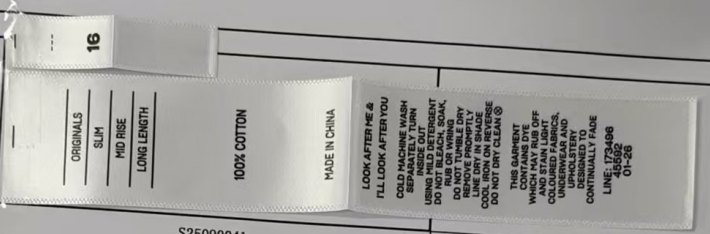 ---
16
ORIGINALS
SLIM
MID RISE
LONG LENGTH
100% COTTON
MADE IN CHINA
LOOK AFTER ME &
I'LL LOOK AFTER YOU
COLD MACHINE WASH
SEPARATELY TURN
INSIDE OUT
USING MILD DETERGENT
DO NOT BLEACH, SOAK,
RUB OR WRING
DO NOT TUMBLE DRY
REMOVE PROMPTLY
LINE DRY IN SHADE
COOL IRON ON REVERSE
DO NOT DRY CLEAN ⓧ
THIS GARMENT
CONTAINS DYE
WHICH MAY RUB OFF
AND STAIN LIGHT
COLOURED FABRICS,
UNDERWEAR AND
UPHOLSTERY
DESIGNED TO
CONTINUALLY FADE
LINE: 173496
45592
01-26